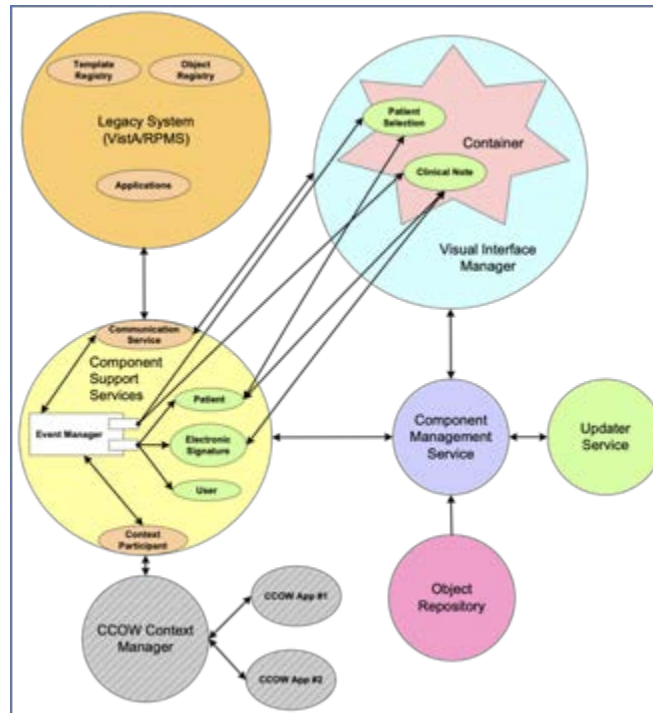 Template
Registry
Object
Registry
Legacy System
(VistA/RPMS)
Applications
Patient
Selection
Container
Clinical Note
Visual Interface
Manager
Communication
Service
Component
Support
Services
Event Manager
Patient
Electronic
Signature
User
Context
Participant
Component
Management
Service
Updater
Service
Object
Repository
CCOW Context
Manager
CCOW App #1
CCOW App #2